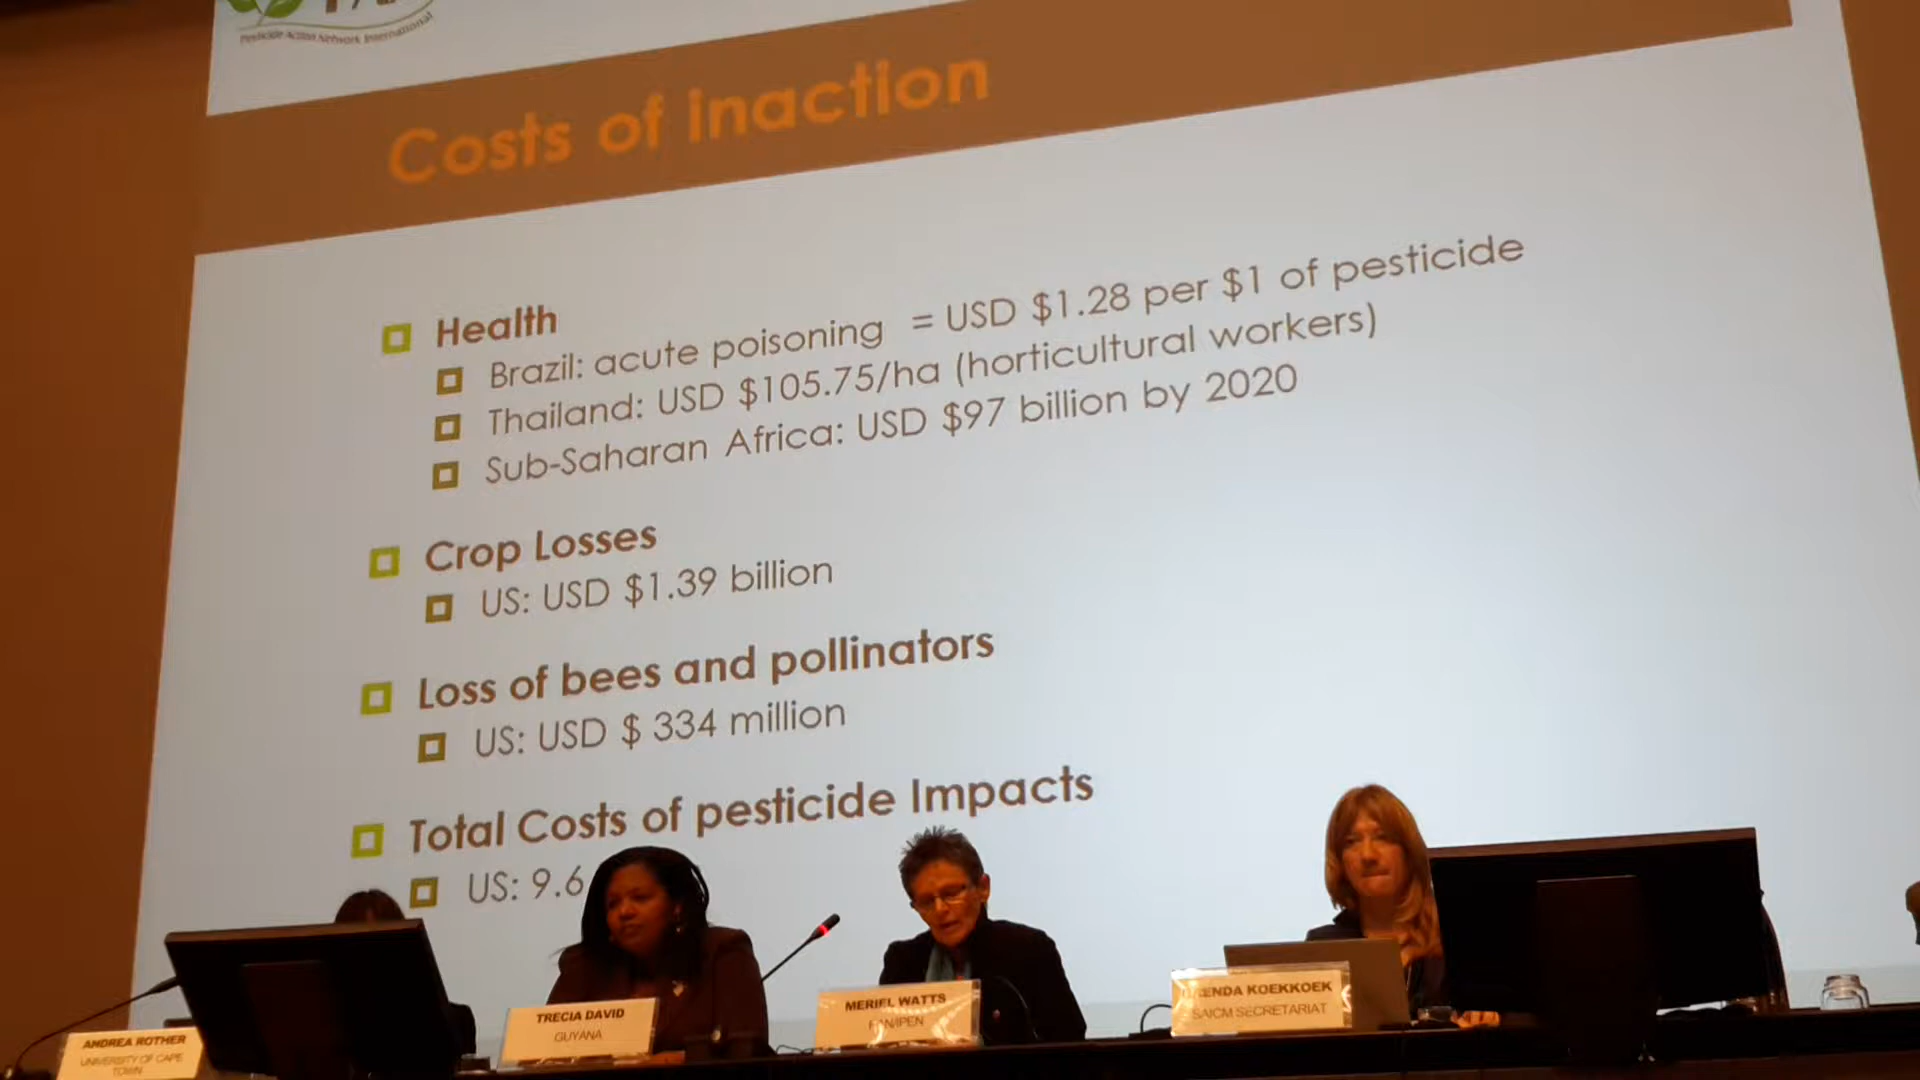 Pesticide Action Network International
Costs of Inaction
Health
Brazil: acute poisoning = USD $1.28 per $1 of pesticide
Thailand: USD $105.75/ha (horticultural workers)
Sub-Saharan Africa: USD $97 billion by 2020
Crop Losses
US: USD $1.39 billion
Loss of bees and pollinators
US: USD $ 334 million
Total Costs of pesticide Impacts
US: 9.6
ANDREA ROTHER
UNIVERSITY OF CAPE
TOWN
TRECIA DAVID
GUYANA
MERIEL WATTS
PAN/IPEN
KOEKKOEK
SAICM SECRETARIAT